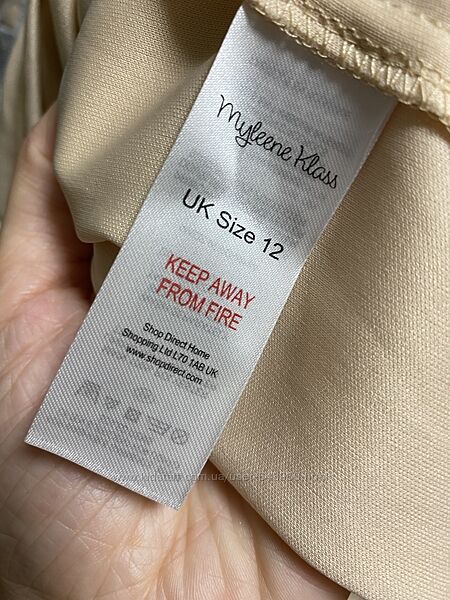 Myleene Klass
UK Size 12
KEEP AWAY
FROM FIRE
Shop Direct Home
Shopping Ltd L70 1AB UK
www.shopdirect.com